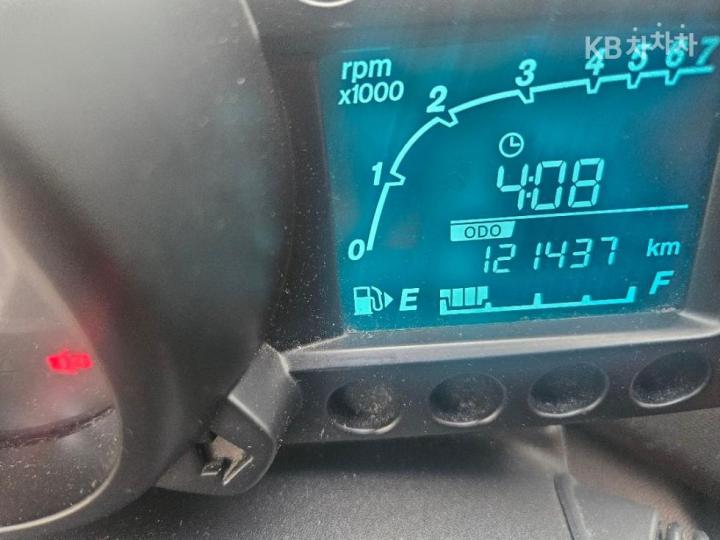 KB차차차
rpm
x1000
0 1 2 3 4 5 6 7
4:08
ODO
121437 km
E F